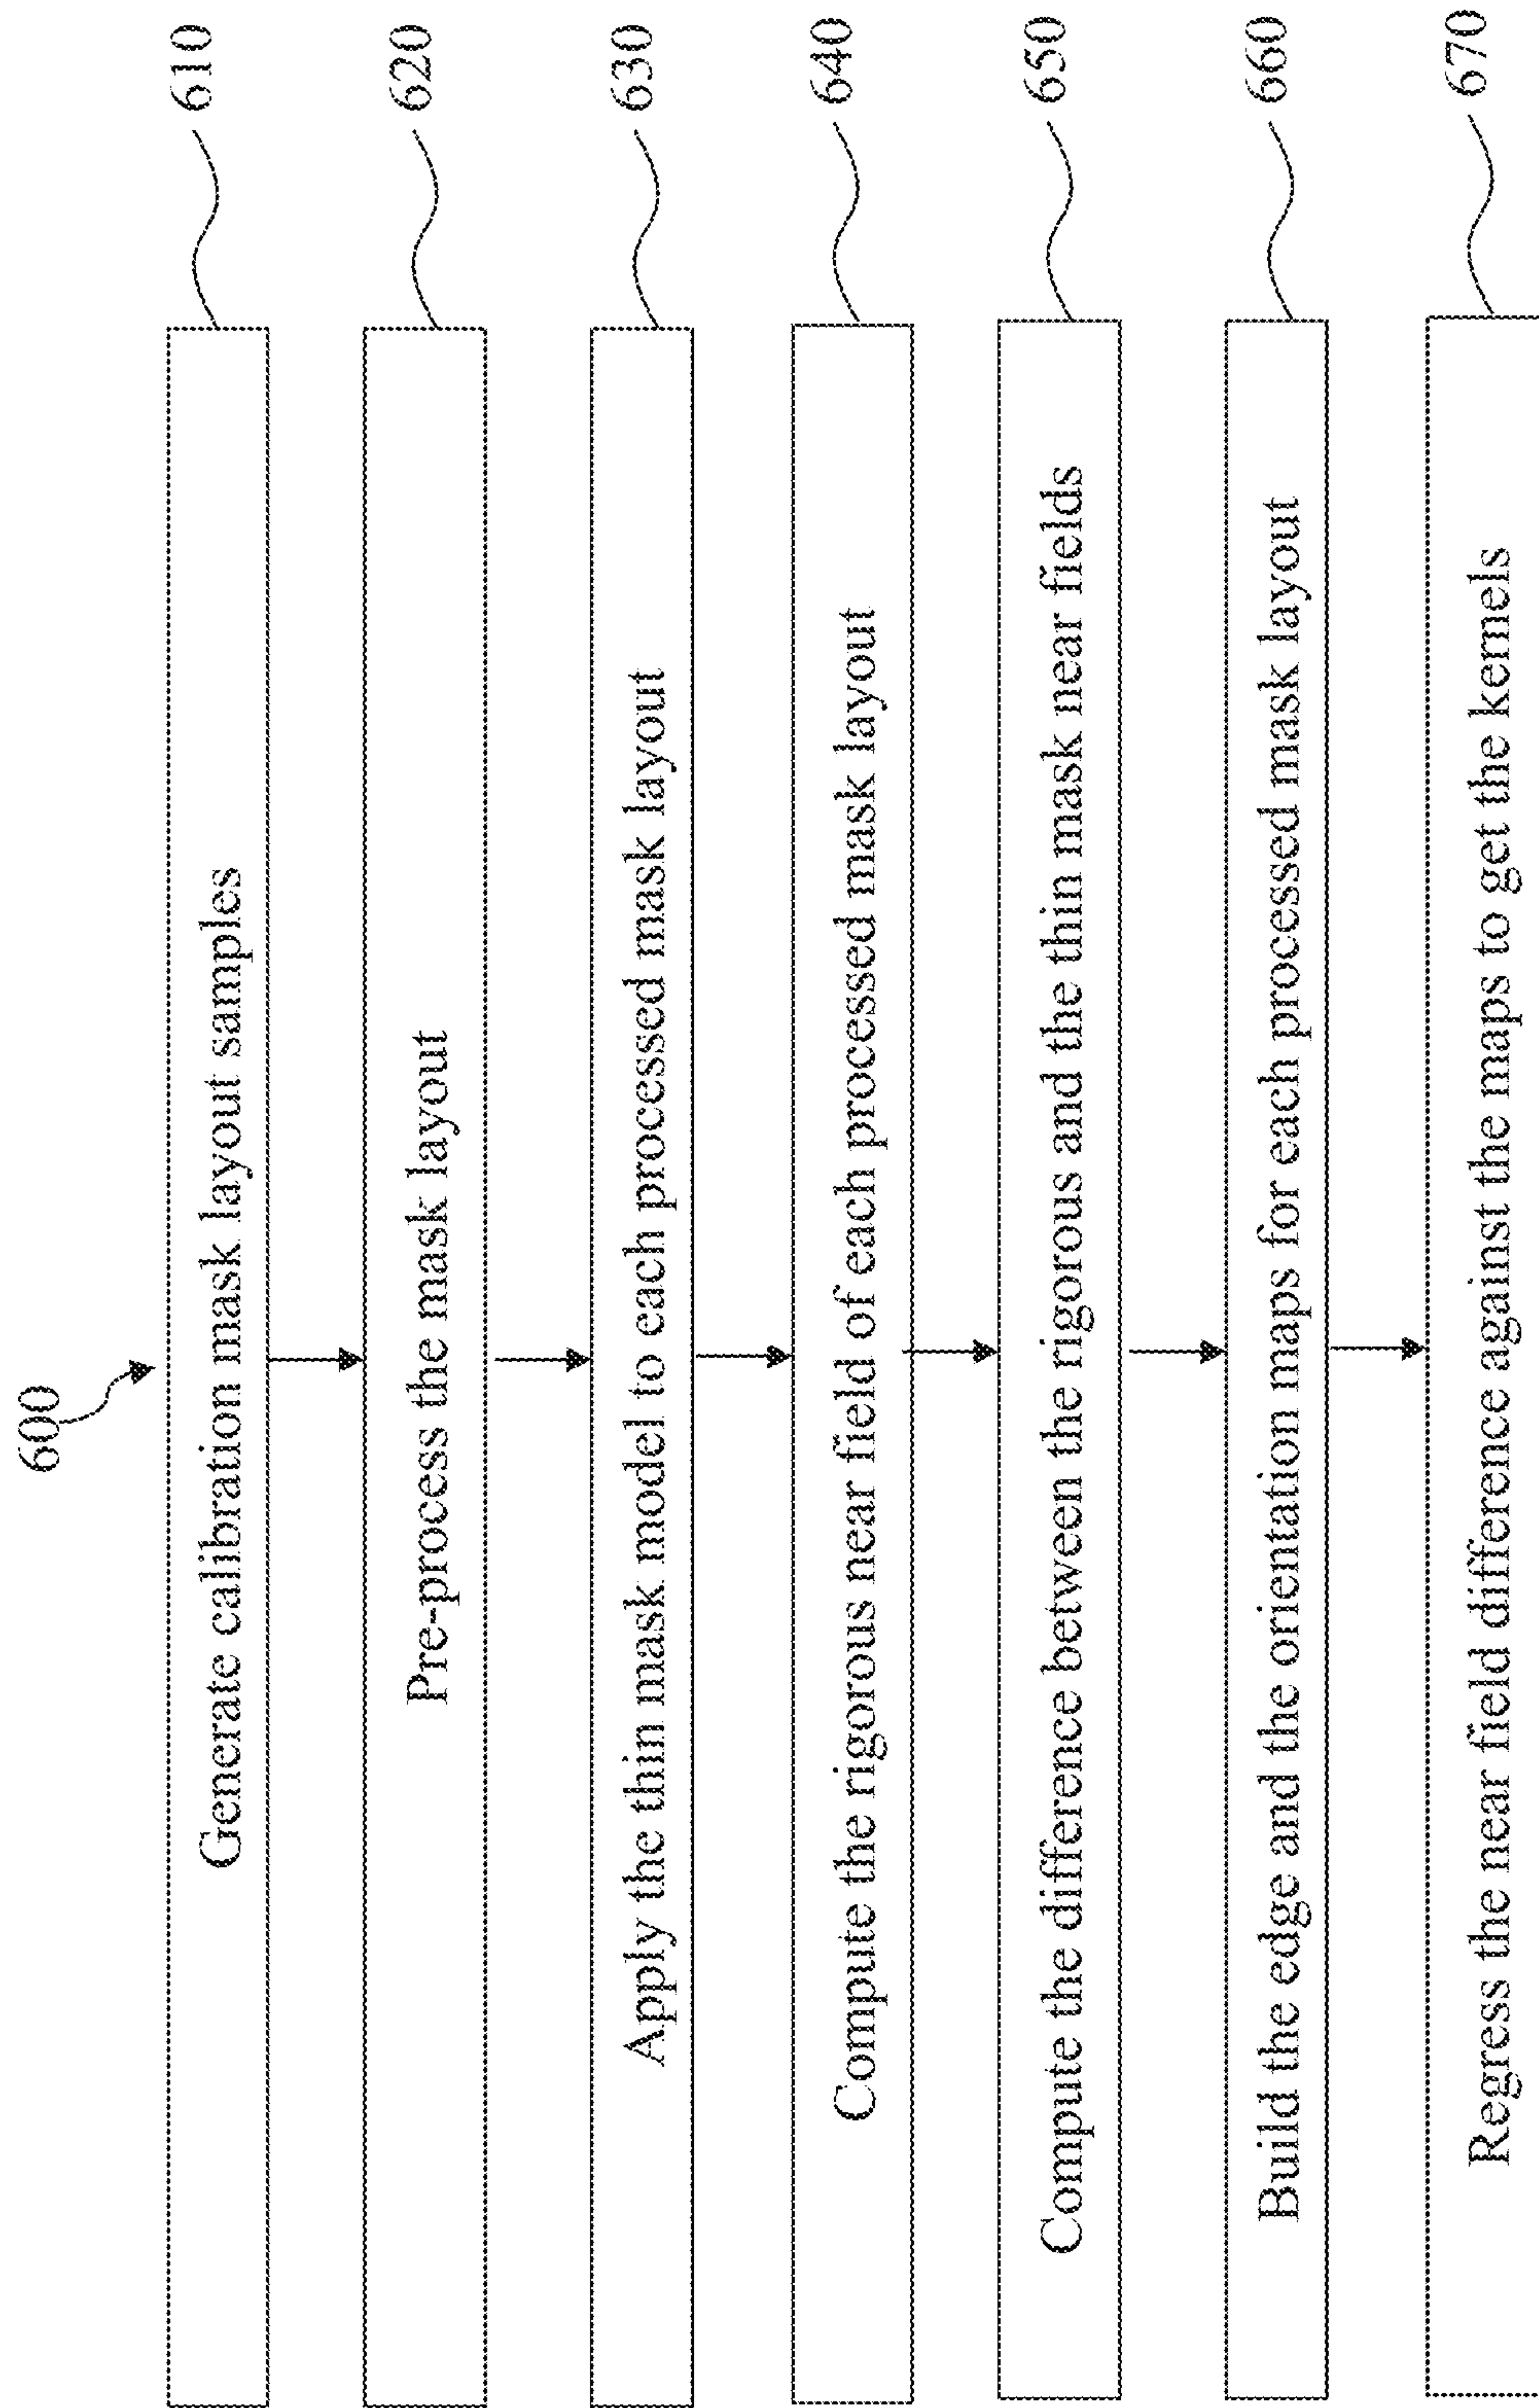 600
Generate calibration mask layout samples
610
Pre-process the mask layout
620
Apply the thin mask model to each processed mask layout
630
Compute the rigorous near field of each processed mask layout
640
Compute the difference between the rigorous and the thin mask near fields
650
Build the edge and the orientation maps for each processed mask layout
660
Regress the near field difference against the maps to get the kernels
670